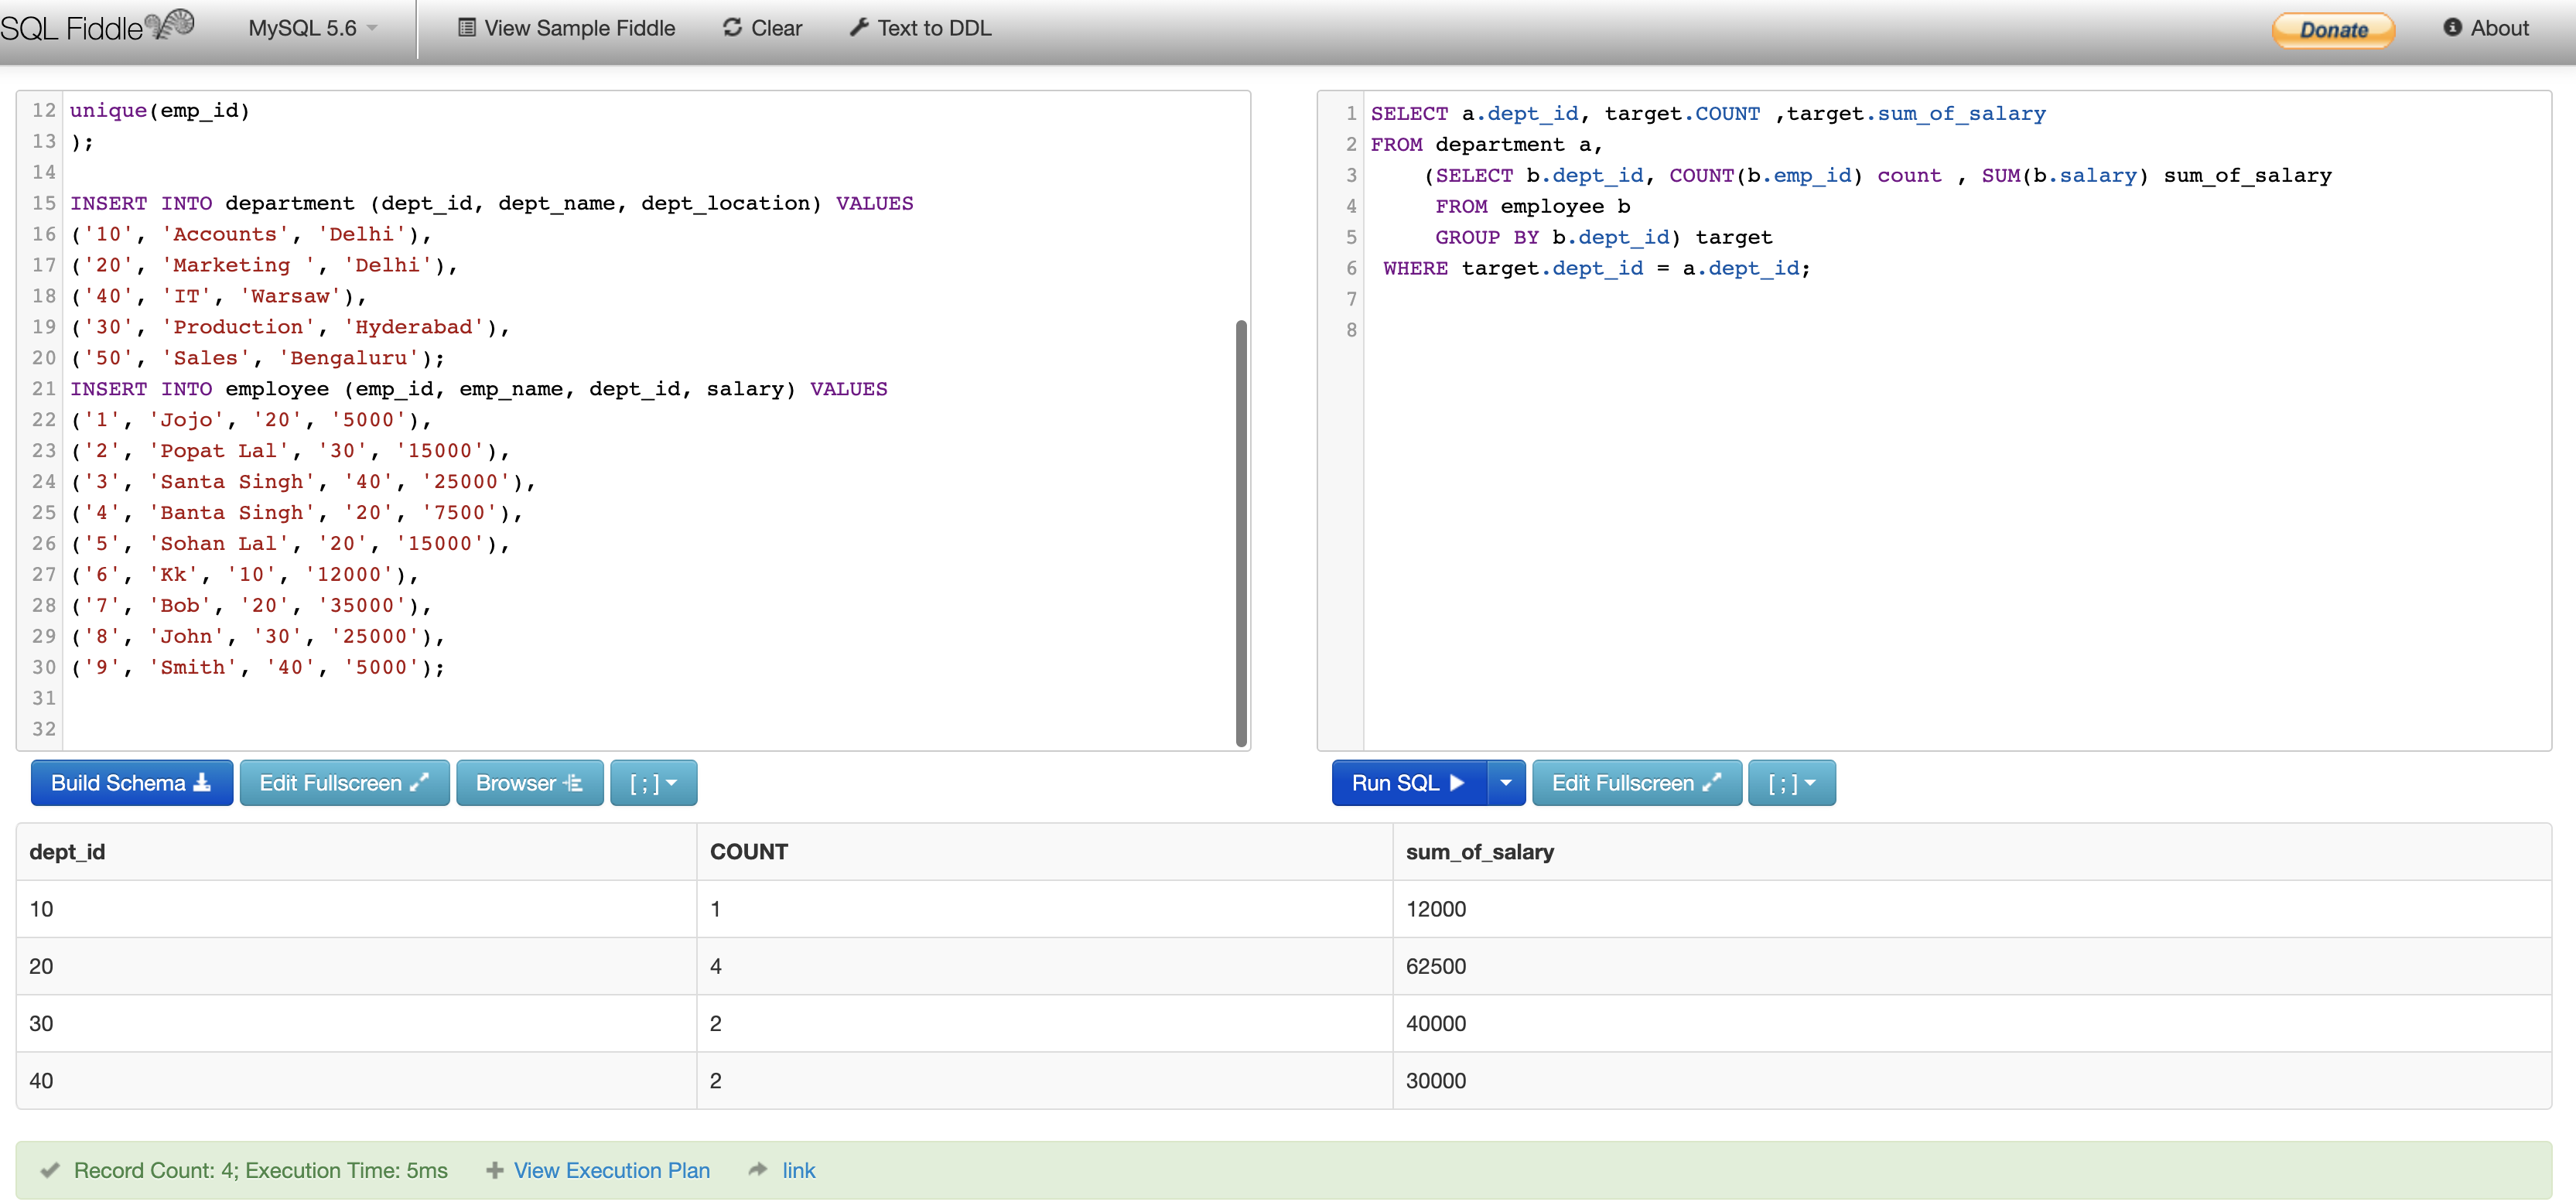 SQL Fiddle MySQL 5.6 View Sample Fiddle Clear Text to DDL Donate About
12 unique(emp_id)
13 );
14
15 INSERT INTO department (dept_id, dept_name, dept_location) VALUES
16 ('10', 'Accounts', 'Delhi'),
17 ('20', 'Marketing ', 'Delhi'),
18 ('40', 'IT', 'Warsaw'),
19 ('30', 'Production', 'Hyderabad'),
20 ('50', 'Sales', 'Bengaluru');
21 INSERT INTO employee (emp_id, emp_name, dept_id, salary) VALUES
22 ('1', 'Jojo', '20', '5000'),
23 ('2', 'Popat Lal', '30', '15000'),
24 ('3', 'Santa Singh', '40', '25000'),
25 ('4', 'Banta Singh', '20', '7500'),
26 ('5', 'Sohan Lal', '20', '15000'),
27 ('6', 'Kk', '10', '12000'),
28 ('7', 'Bob', '20', '35000'),
29 ('8', 'John', '30', '25000'),
30 ('9', 'Smith', '40', '5000');
31
32
1 SELECT a.dept_id, target.COUNT ,target.sum_of_salary
2 FROM department a,
3 (SELECT b.dept_id, COUNT(b.emp_id) count , SUM(b.salary) sum_of_salary
4 FROM employee b
5 GROUP BY b.dept_id) target
6 WHERE target.dept_id = a.dept_id;
7
8
Build Schema Edit Fullscreen Browser [ ; ]
Run SQL Edit Fullscreen [ ; ]
dept_id COUNT sum_of_salary
10 1 12000
20 4 62500
30 2 40000
40 2 30000
Record Count: 4; Execution Time: 5ms View Execution Plan link